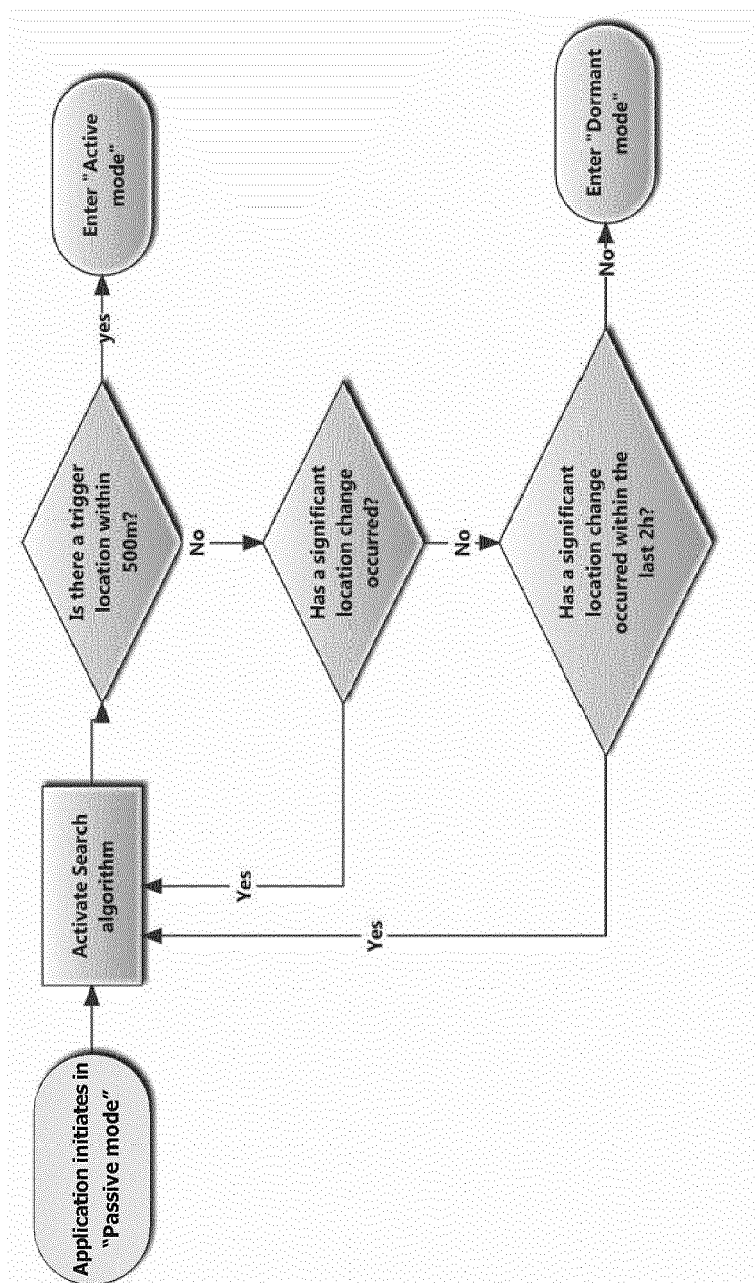 Application initiates in
“Passive mode”
Activate Search
algorithm
Is there a trigger
location within
500m?
yes
Enter "Active
mode"
No
Has a significant
location change
occurred?
Yes
No
Has a significant
location change
occurred within the
last 2h?
Yes
No
Enter "Dormant
mode"